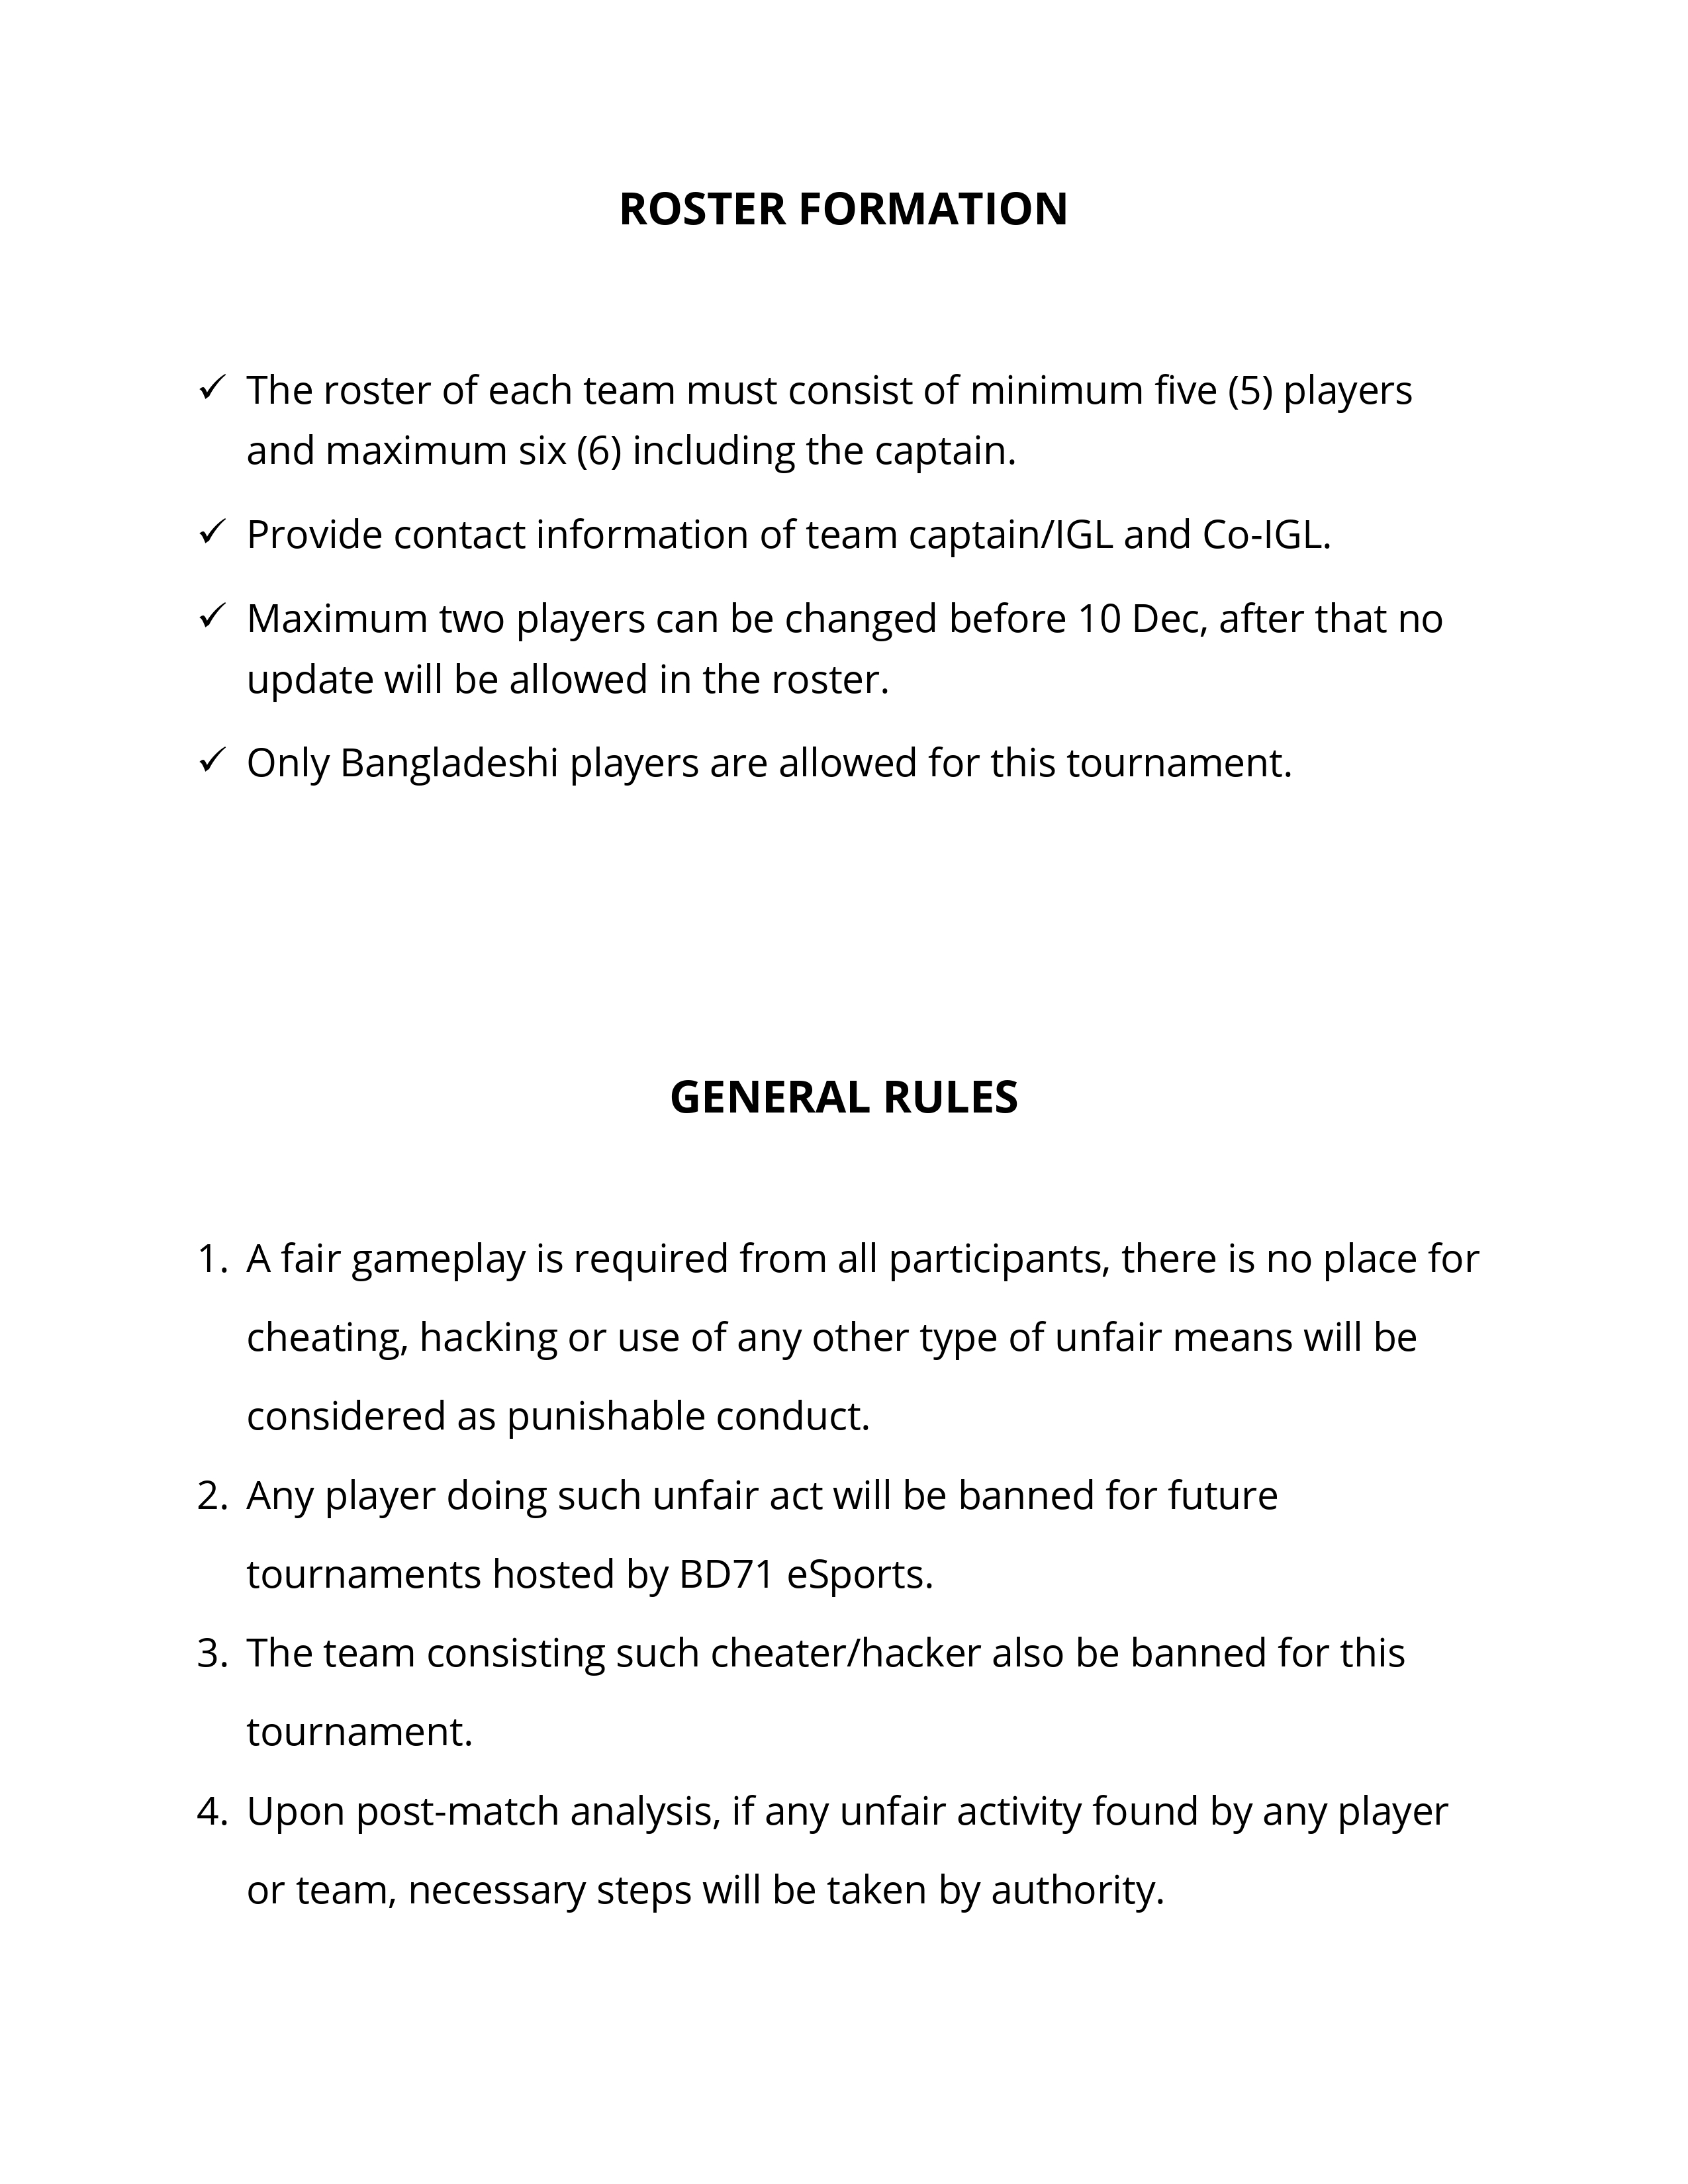 ROSTER FORMATION
✓ The roster of each team must consist of minimum five (5) players
and maximum six (6) including the captain.
✓ Provide contact information of team captain/IGL and Co-IGL.
✓ Maximum two players can be changed before 10 Dec, after that no
update will be allowed in the roster.
✓ Only Bangladeshi players are allowed for this tournament.
GENERAL RULES
1. A fair gameplay is required from all participants, there is no place for
cheating, hacking or use of any other type of unfair means will be
considered as punishable conduct.
2. Any player doing such unfair act will be banned for future
tournaments hosted by BD71 eSports.
3. The team consisting such cheater/hacker also be banned for this
tournament.
4. Upon post-match analysis, if any unfair activity found by any player
or team, necessary steps will be taken by authority.